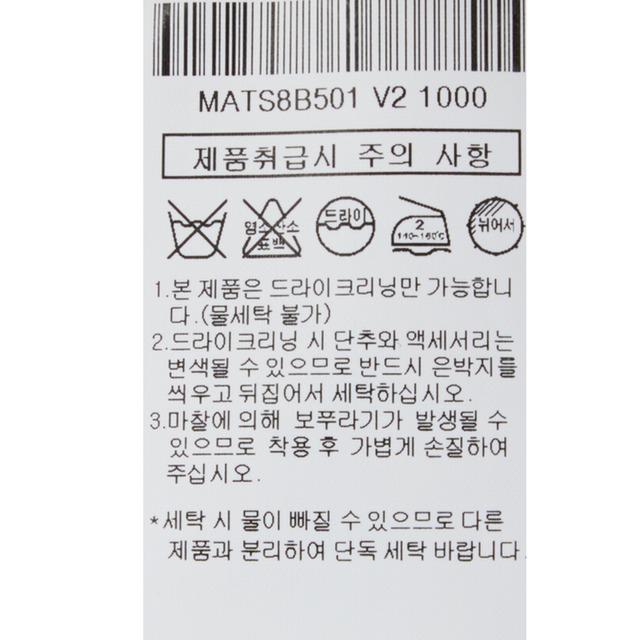 MATS8B501 V2 1000
제품취급시 주의 사항
염소산소 표백
드라이
2
140-160℃
뉘어서
1.본 제품은 드라이크리닝만 가능합니
다.(물세탁 불가)
2.드라이크리닝 시 단추와 액세서리는
변색될 수 있으므로 반드시 은박지를
씌우고 뒤집어서 세탁하십시오.
3.마찰에 의해 보푸라기가 발생될 수
있으므로 착용 후 가볍게 손질하여
주십시오.
*세탁 시 물이 빠질 수 있으므로 다른
제품과 분리하여 단독 세탁 바랍니다.